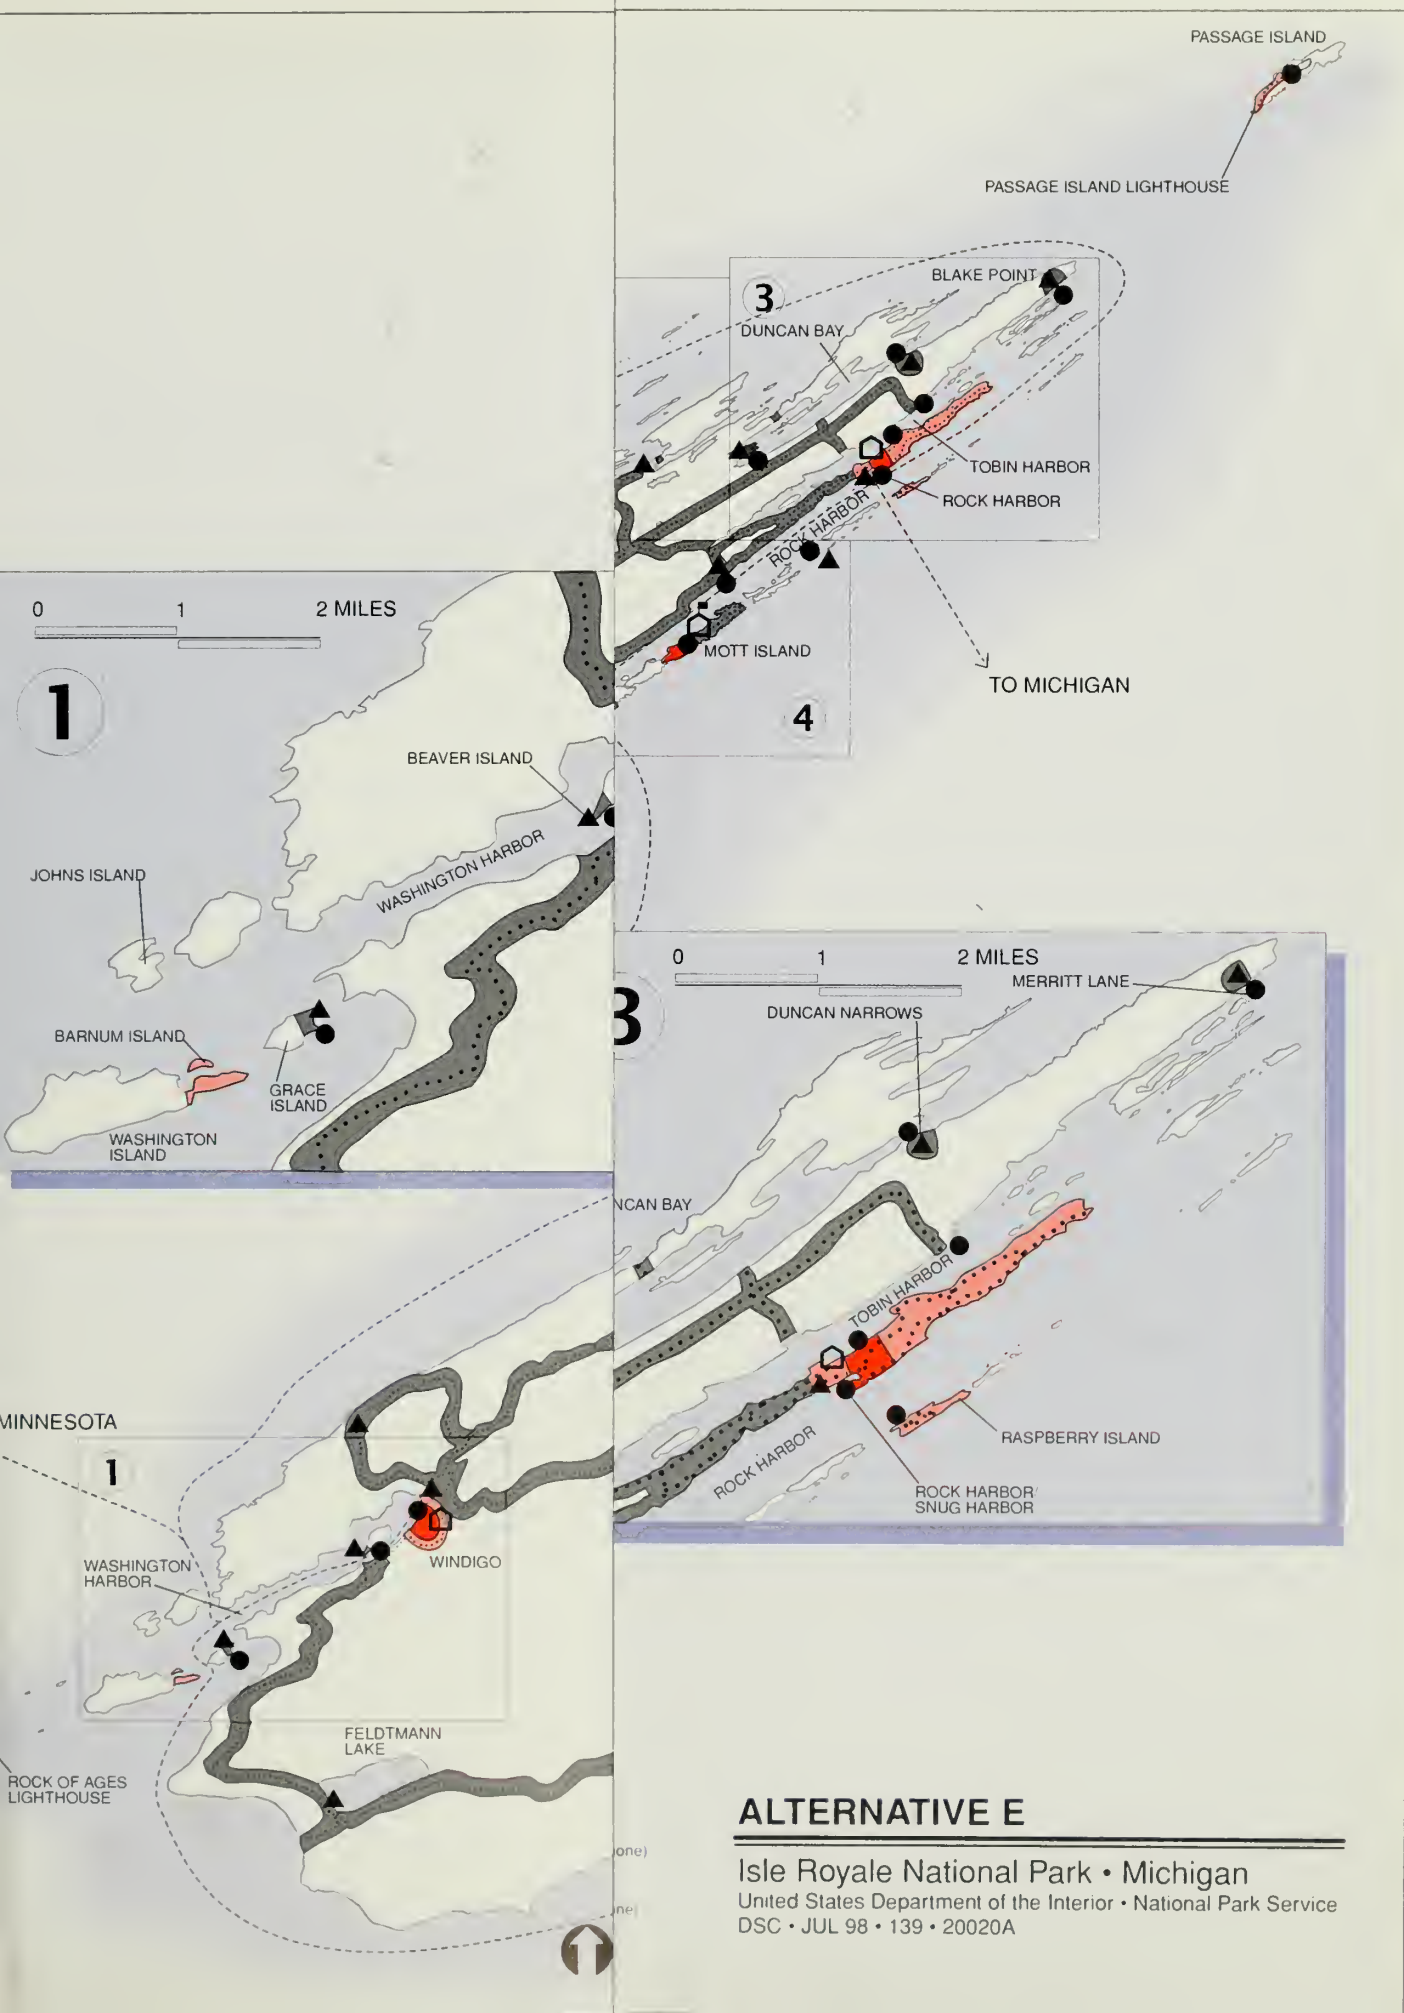 PASSAGE ISLAND
PASSAGE ISLAND LIGHTHOUSE
BLAKE POINT
3
DUNCAN BAY
TOBIN HARBOR
ROCK HARBOR
ROCK HARBOR
MOTT ISLAND
TO MICHIGAN
4
0 1 2 MILES
1
BEAVER ISLAND
WASHINGTON HARBOR
JOHNS ISLAND
BARNUM ISLAND
GRACE
ISLAND
WASHINGTON
ISLAND
0 1 2 MILES
3
MERRITT LANE
DUNCAN NARROWS
NCAN BAY
TOBIN HARBOR
ROCK HARBOR
RASPBERRY ISLAND
ROCK HARBOR/
SNUG HARBOR
MINNESOTA
1
WINDIGO
WASHINGTON
HARBOR
FELDTMANN
LAKE
ROCK OF AGES
LIGHTHOUSE
one)
ne)
ALTERNATIVE E
Isle Royale National Park • Michigan
United States Department of the Interior • National Park Service
DSC • JUL 98 • 139 • 20020A